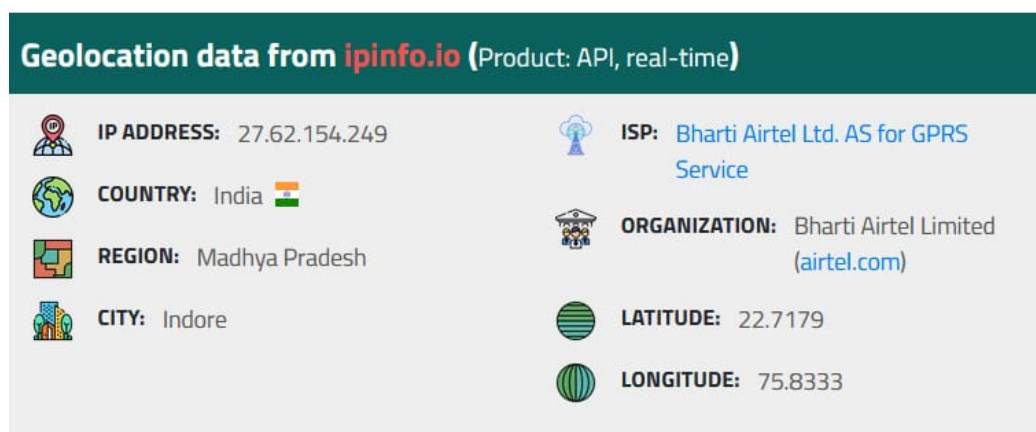 Geolocation data from ipinfo.io (Product: API, real-time)
IP
IP ADDRESS: 27.62.154.249
COUNTRY: India
REGION: Madhya Pradesh
CITY: Indore
ISP: Bharti Airtel Ltd. AS for GPRS
Service
ORGANIZATION: Bharti Airtel Limited
(airtel.com)
LATITUDE: 22.7179
LONGITUDE: 75.8333